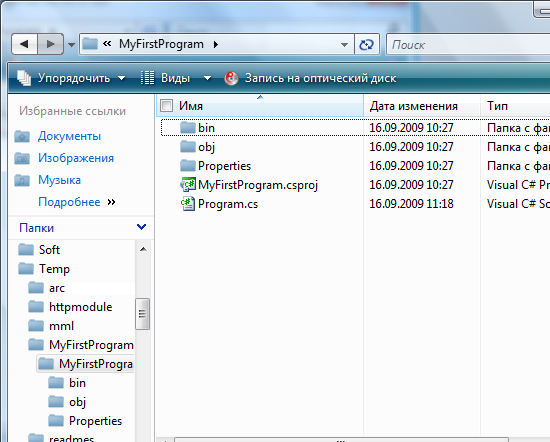 MyFirstProgram
Поиск
Упорядочить Виды Запись на оптический диск
Избранные ссылки
Документы
Изображения
Музыка
Подробнее
Папки
Soft
Temp
arc
httpmodule
mml
MyFirstProgram
MyFirstProgra
bin
obj
Properties
readmes
Имя Дата изменения Тип
bin 16.09.2009 10:27 Папка с фа
obj 16.09.2009 10:27 Папка с фа
Properties 16.09.2009 10:27 Папка с фа
MyFirstProgram.csproj 16.09.2009 10:27 Visual C# Pr
Program.cs 16.09.2009 11:18 Visual C# So